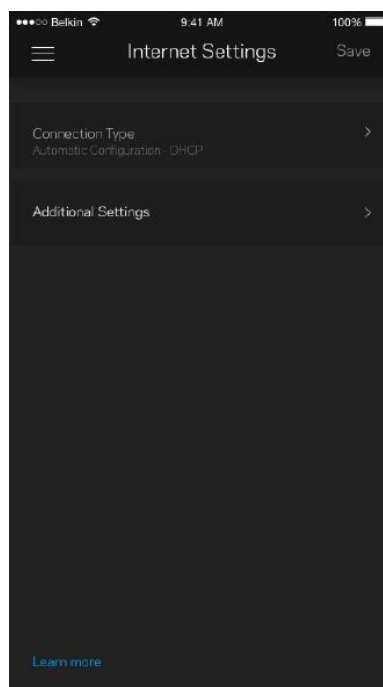 Belkin 9:41 AM 100%
Internet Settings Save
Connection Type
Automatic Configuration - DHCP
Additional Settings
Learn more